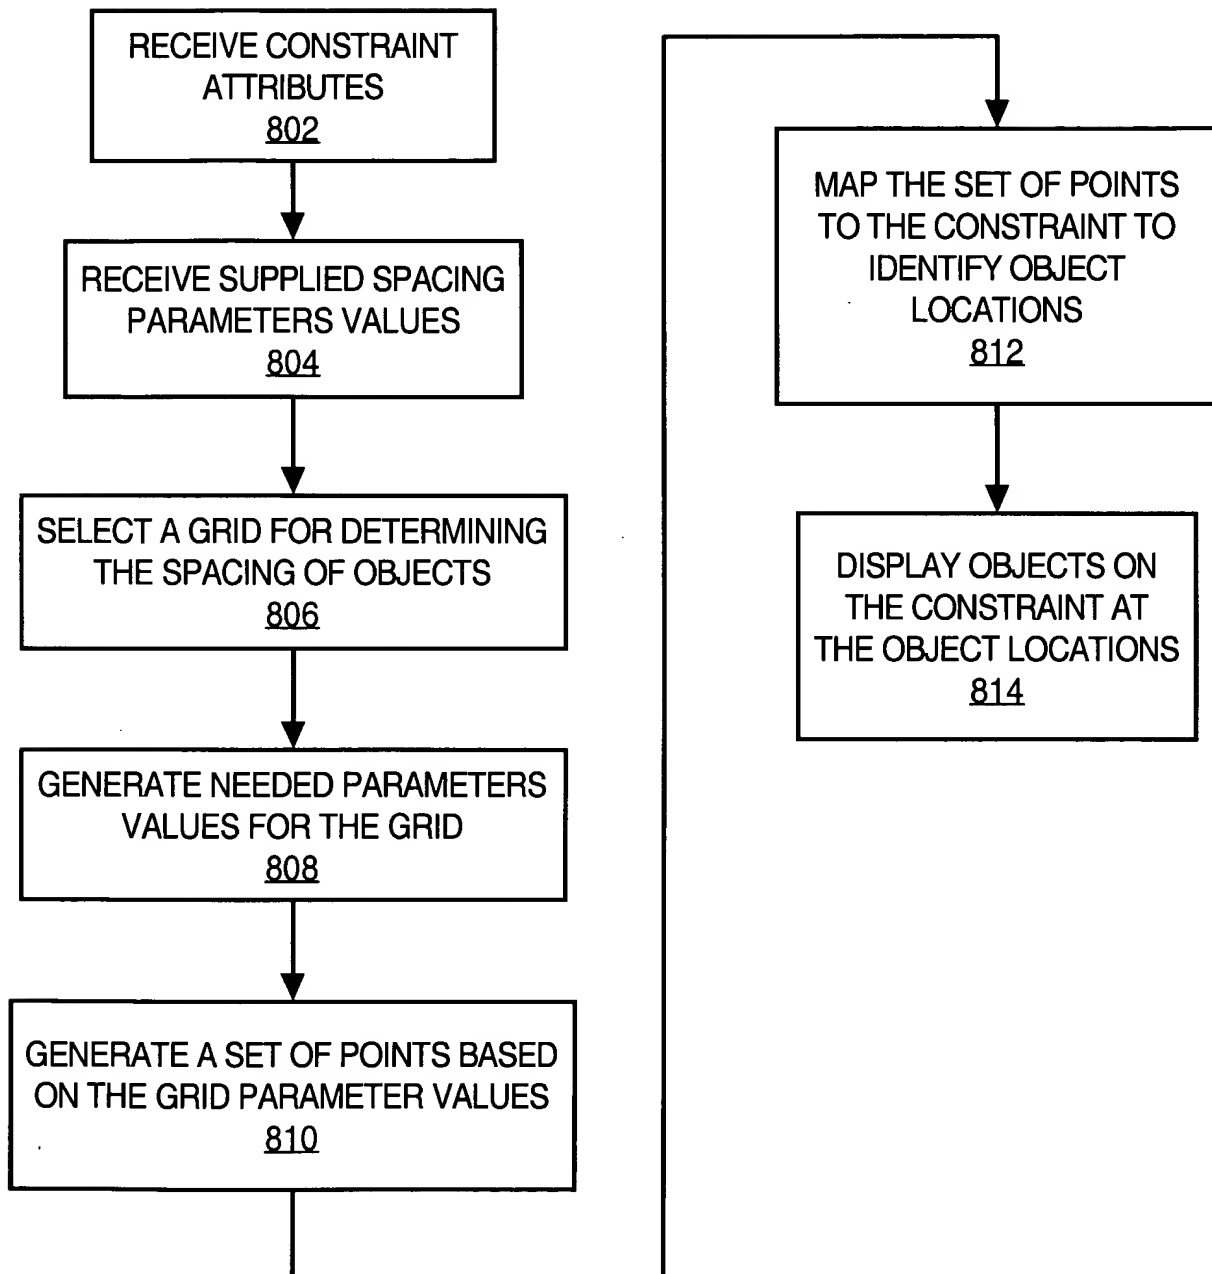 RECEIVE CONSTRAINT
ATTRIBUTES
802
RECEIVE SUPPLIED SPACING
PARAMETERS VALUES
804
SELECT A GRID FOR DETERMINING
THE SPACING OF OBJECTS
806
GENERATE NEEDED PARAMETERS
VALUES FOR THE GRID
808
GENERATE A SET OF POINTS BASED
ON THE GRID PARAMETER VALUES
810
MAP THE SET OF POINTS
TO THE CONSTRAINT TO
IDENTIFY OBJECT
LOCATIONS
812
DISPLAY OBJECTS ON
THE CONSTRAINT AT
THE OBJECT LOCATIONS
814